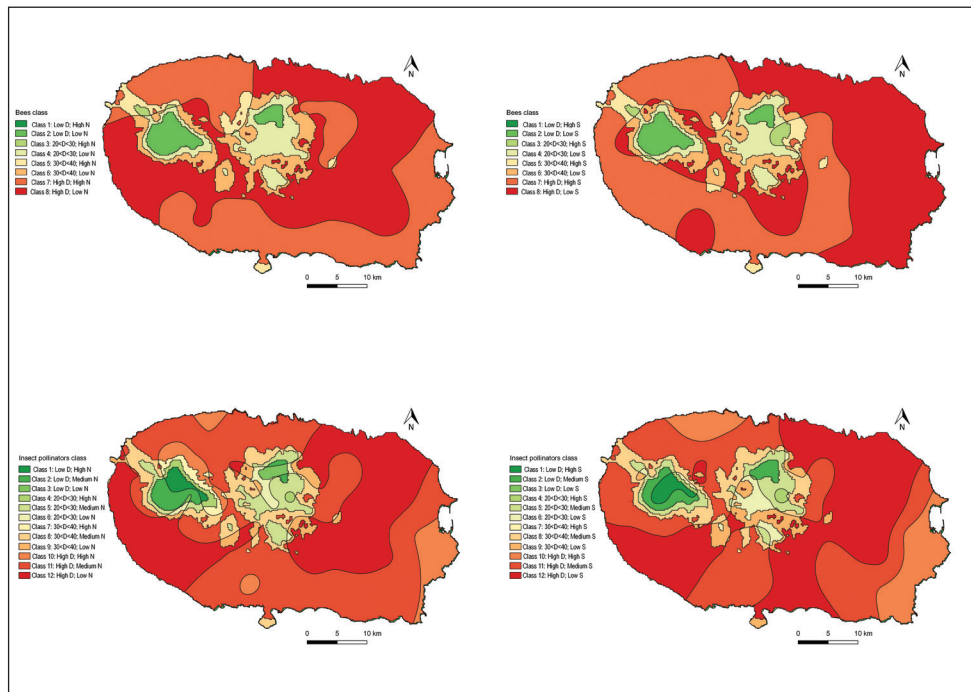 N
Bees class
Class 1: Low D; High N
Class 2: Low D; Low N
Class 3: 20<D<30; High N
Class 4: 20<D<30; Low N
Class 5: 30<D<40; High N
Class 6: 30<D<40; Low N
Class 7: High D; High N
Class 8: High D; Low N
0 5 10 km
N
Bees class
Class 1: Low D; High S
Class 2: Low D; Low S
Class 3: 20<D<30; High S
Class 4: 20<D<30; Low S
Class 5: 30<D<40; High S
Class 6: 30<D<40; Low S
Class 7: High D; High S
Class 8: High D; Low S
0 5 10 km
N
Insect pollinators class
Class 1: Low D; High N
Class 2: Low D; Medium N
Class 3: Low D; Low N
Class 4: 20<D<30; High N
Class 5: 20<D<30; Medium N
Class 6: 20<D<30; Low N
Class 7: 30<D<40; High N
Class 8: 30<D<40; Medium N
Class 9: 30<D<40; Low N
Class 10: High D; High N
Class 11: High D; Medium N
Class 12: High D; Low N
0 5 10 km
N
Insect pollinators class
Class 1: Low D; High S
Class 2: Low D; Medium S
Class 3: Low D; Low S
Class 4: 20<D<30; High S
Class 5: 20<D<30; Medium S
Class 6: 20<D<30; Low S
Class 7: 30<D<40; High S
Class 8: 30<D<40; Medium S
Class 9: 30<D<40; Low S
Class 10: High D; High S
Class 11: High D; Medium S
Class 12: High D; Low S
0 5 10 km